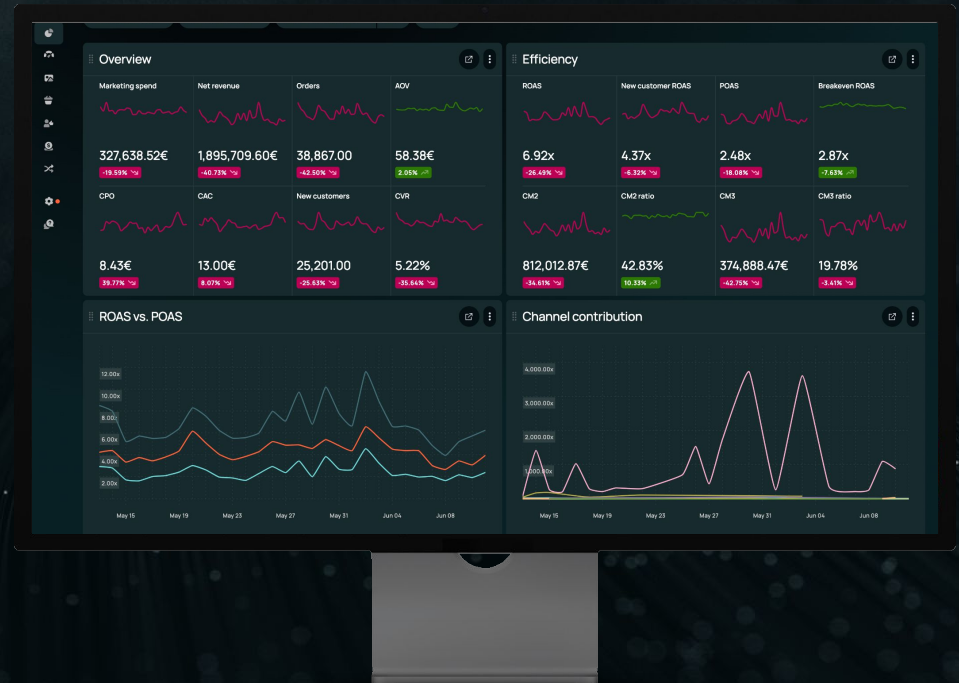 Overview
Marketing spend Net revenue Orders AOV
327,638.52€ 1,895,709.60€ 38,867.00 58.38€
-19.59% -40.73% -42.50% 2.05%
CPO CAC New customers CVR
8.43€ 13.00€ 25,201.00 5.22%
39.77% 8.07% -25.63% -35.64%
Efficiency
ROAS New customer ROAS POAS Breakeven ROAS
6.92x 4.37x 2.48x 2.87x
-26.49% -6.32% -18.08% -7.63%
CM2 CM2 ratio CM3 CM3 ratio
812,012.87€ 42.83% 374,888.47€ 19.78%
-34.61% 10.33% -42.75% -3.41%
ROAS vs. POAS
12.00x
10.00x
8.00x
6.00x
4.00x
2.00x
May 15 May 19 May 23 May 27 May 31 Jun 04 Jun 08
Channel contribution
4,000.00x
3,000.00x
2,000.00x
1,000.00x
May 15 May 19 May 23 May 27 May 31 Jun 04 Jun 08